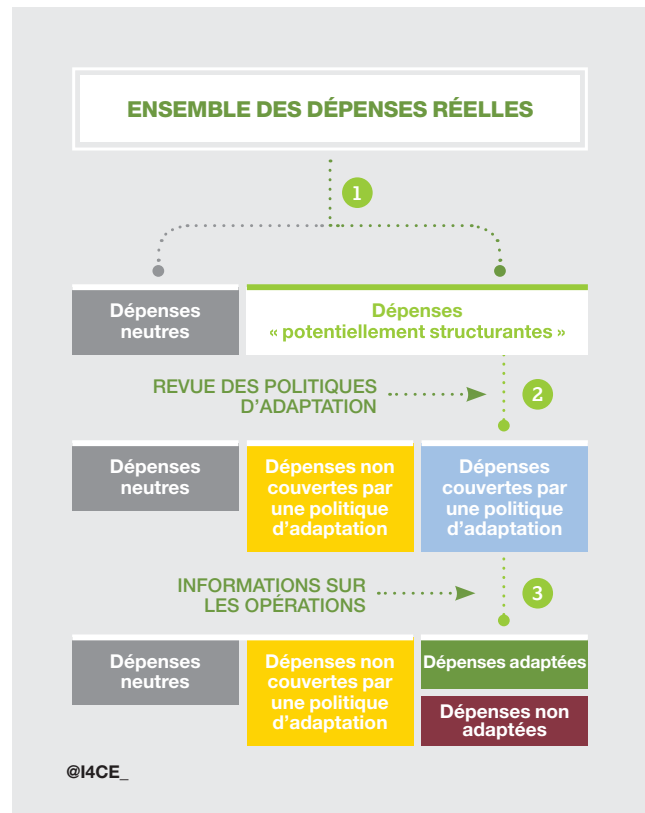 ENSEMBLE DES DÉPENSES RÉELLES
1
Dépenses
neutres
Dépenses
« potentiellement structurantes »
REVUE DES POLITIQUES
D'ADAPTATION
2
Dépenses
neutres
Dépenses non
couvertes par
une politique
d'adaptation
Dépenses
couvertes par
une politique
d'adaptation
INFORMATIONS SUR
LES OPÉRATIONS
3
Dépenses
neutres
Dépenses non
couvertes par
une politique
d'adaptation
Dépenses adaptées
Dépenses non
adaptées
@I4CE_